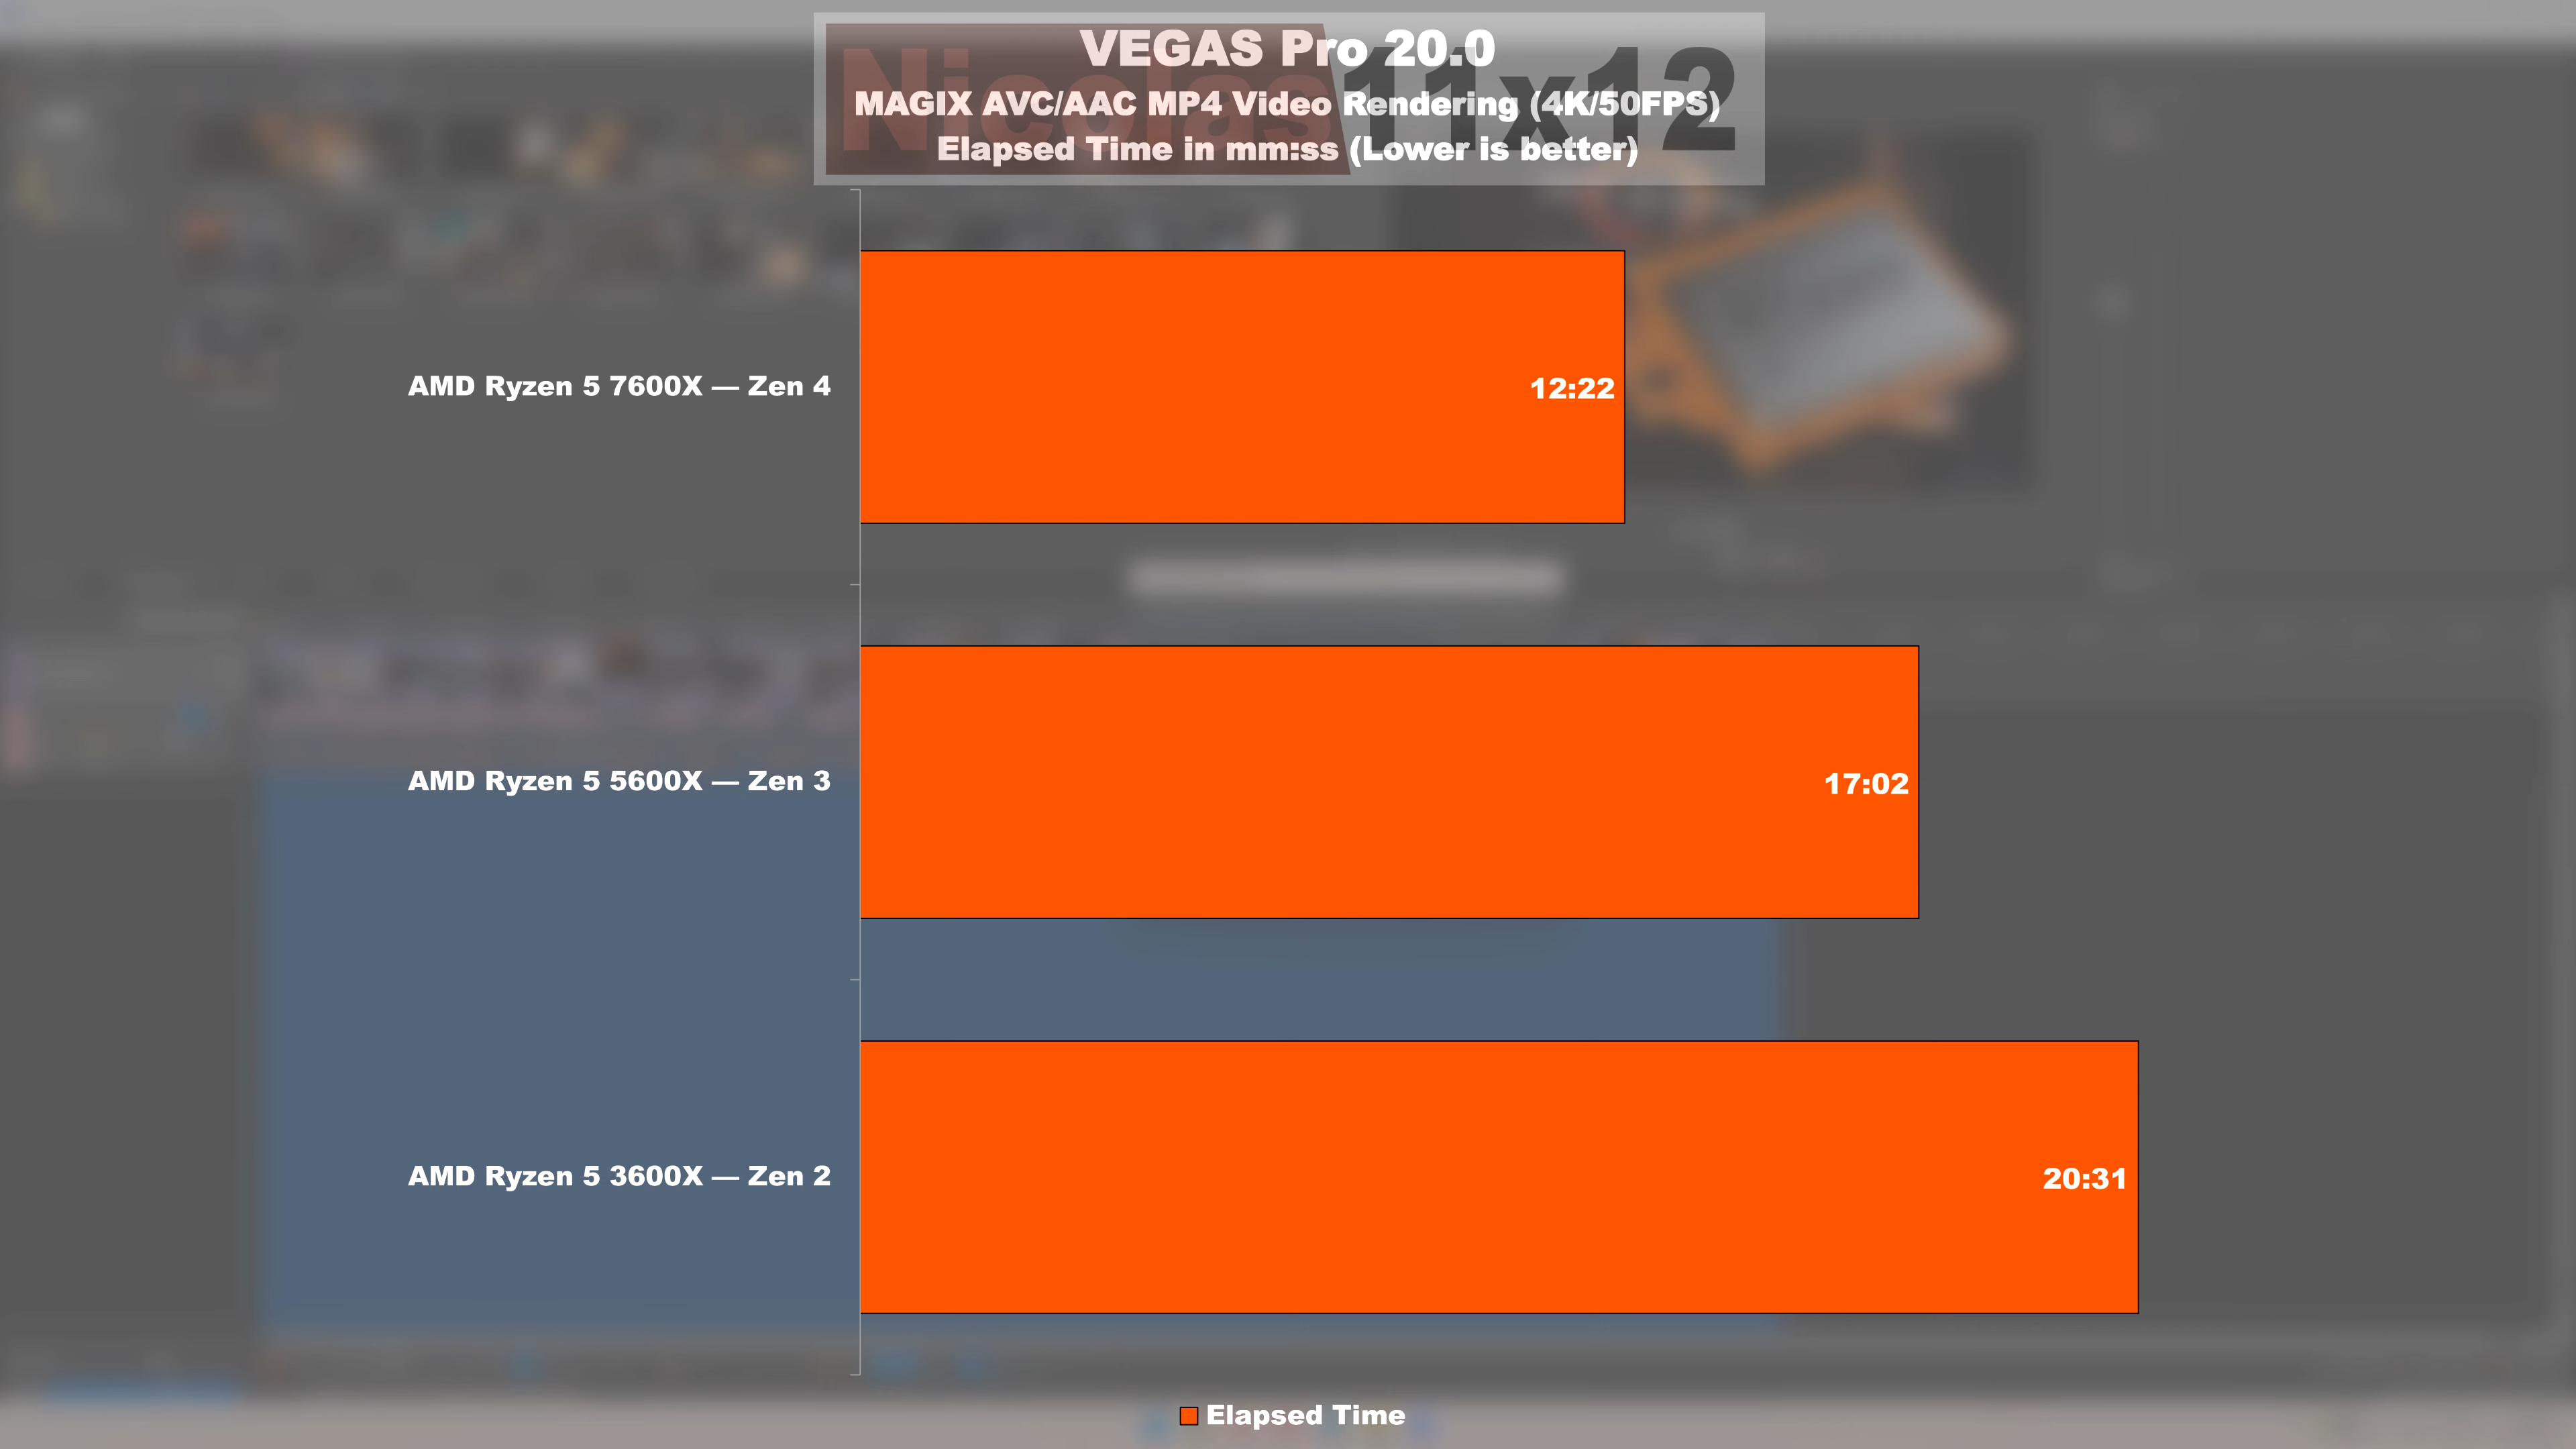 Nicolas11x12
VEGAS Pro 20.0
MAGIX AVC/AAC MP4 Video Rendering (4K/50FPS)
Elapsed Time in mm:ss (Lower is better)
AMD Ryzen 5 7600X — Zen 4
12:22
AMD Ryzen 5 5600X — Zen 3
17:02
AMD Ryzen 5 3600X — Zen 2
20:31
Elapsed Time